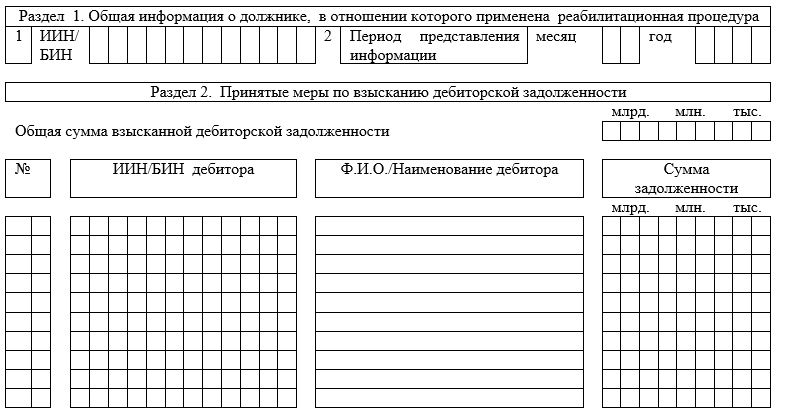 Раздел 1. Общая информация о должнике, в отношении которого применена реабилитационная процедура
1 ИИН/ 2 Период представления месяц год
БИН информации
Раздел 2. Принятые меры по взысканию дебиторской задолженности
млрд. млн. тыс.
Общая сумма взысканной дебиторской задолженности
№ ИИН/БИН дебитора Ф.И.О./Наименование дебитора Сумма
задолженности
млрд. млн. тыс.